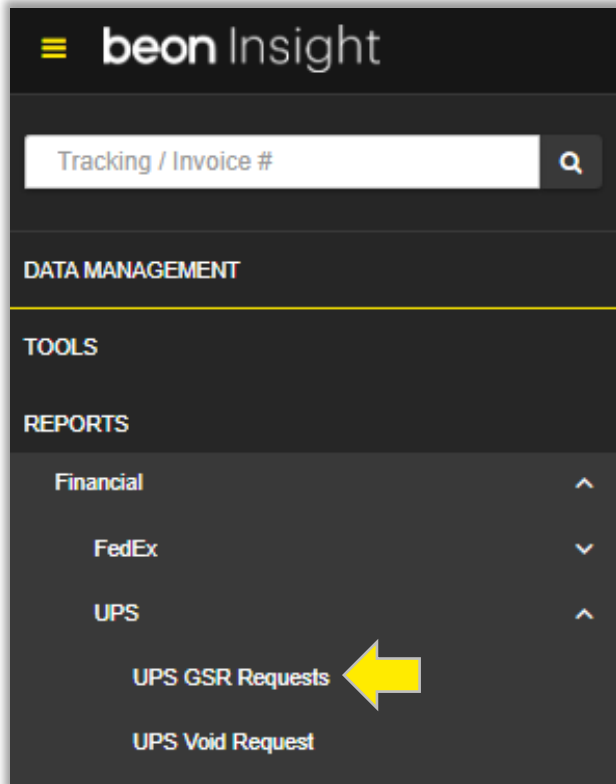 beon Insight
Tracking / Invoice #
DATA MANAGEMENT
TOOLS
REPORTS
Financial
FedEx
UPS
UPS GSR Requests
UPS Void Request